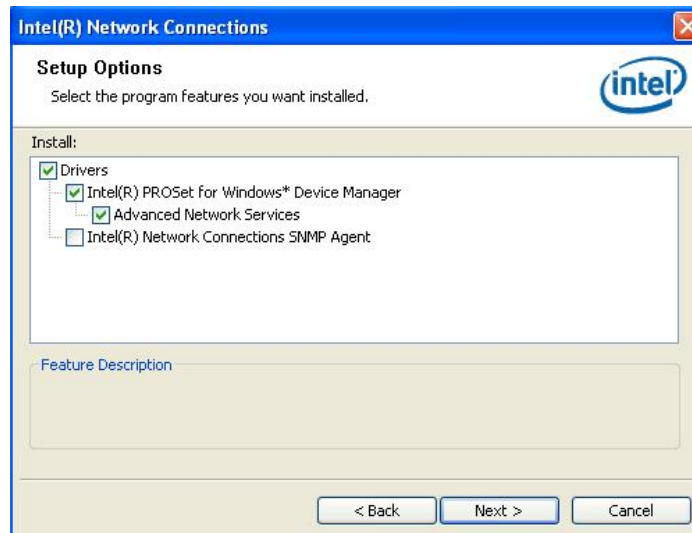 Intel(R) Network Connections
Setup Options
Select the program features you want installed.
intel
Install:
Drivers
Intel(R) PROSet for Windows* Device Manager
Advanced Network Services
Intel(R) Network Connections SNMP Agent
Feature Description
< Back
Next >
Cancel